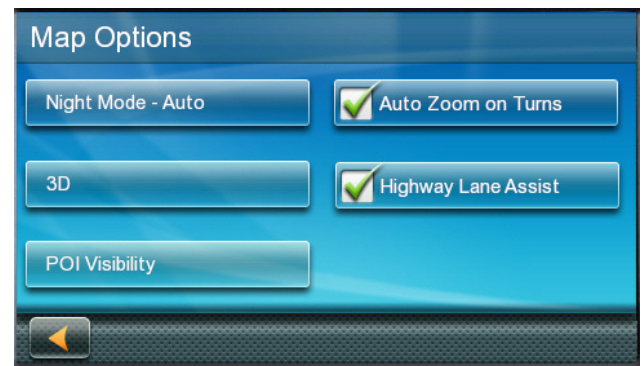 Map Options
Night Mode - Auto
Auto Zoom on Turns
3D
Highway Lane Assist
POI Visibility